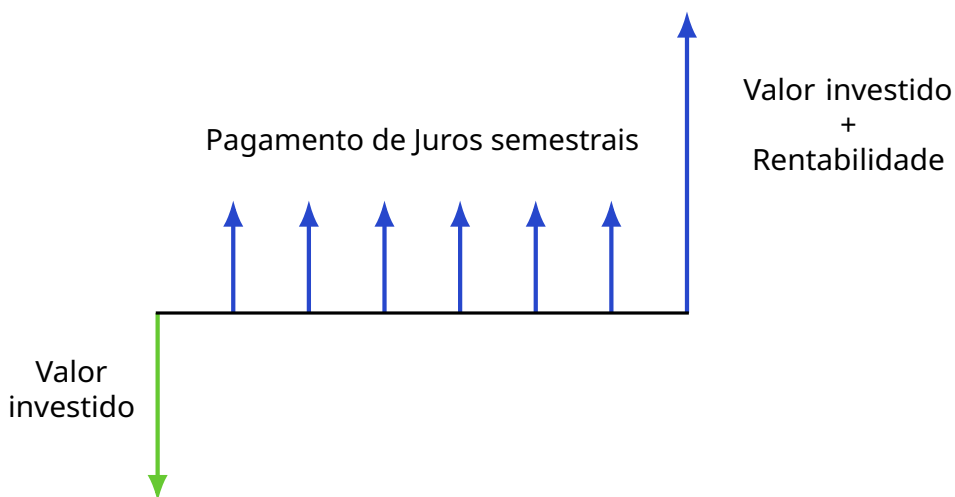 Valor investido
+
Rentabilidade
Pagamento de Juros semestrais
Valor
investido